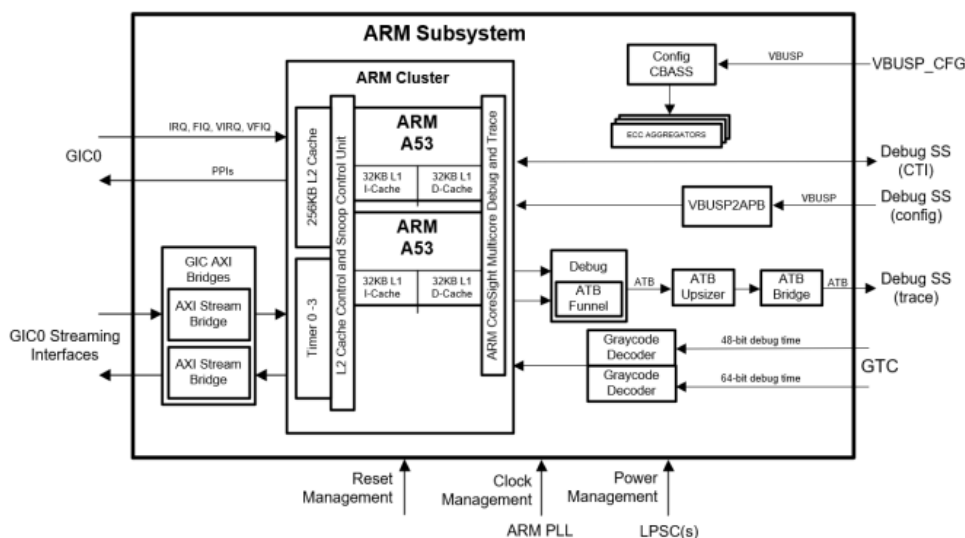 ARM Subsystem
ARM Cluster
Config
CBASS
VBUSP
VBUSP_CFG
ECC AGGREGATORS
GIC0
IRQ, FIQ, VIRQ, VFIQ
PPIs
256KB L2 Cache
L2 Cache Control and Snoop Control Unit
Timer 0 -3
ARM
A53
32KB L1
I-Cache
32KB L1
D-Cache
ARM
A53
32KB L1
I-Cache
32KB L1
D-Cache
ARM CoreSight Multicore Debug and Trace
Debug SS
(CTI)
VBUSP2APB
VBUSP
Debug SS
(config)
GIC AXI
Bridges
AXI Stream
Bridge
AXI Stream
Bridge
GIC0 Streaming
Interfaces
Debug
ATB
Funnel
ATB
ATB
Upsizer
ATB
Bridge
ATB
Debug SS
(trace)
Graycode
Decoder
48-bit debug time
Graycode
Decoder
64-bit debug time
GTC
Reset
Management
Clock
Management
Power
Management
ARM PLL
LPSC(s)